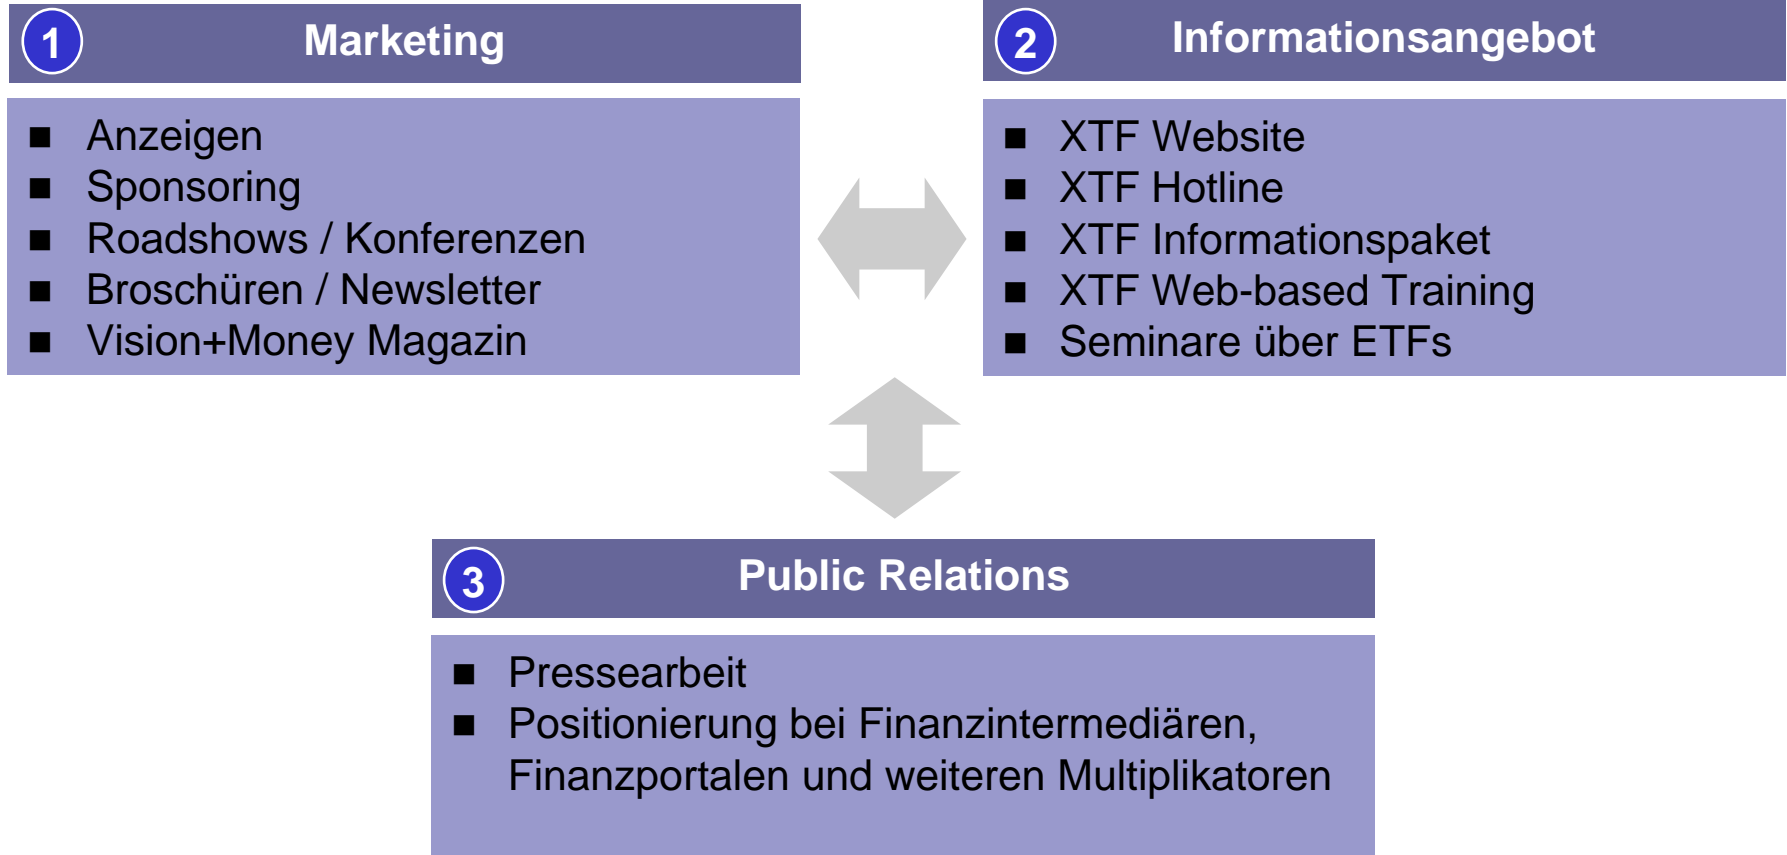 1 Marketing
■ Anzeigen
■ Sponsoring
■ Roadshows / Konferenzen
■ Broschüren / Newsletter
■ Vision+Money Magazin
2 Informationsangebot
■ XTF Website
■ XTF Hotline
■ XTF Informationspaket
■ XTF Web-based Training
■ Seminare über ETFs
3 Public Relations
■ Pressearbeit
■ Positionierung bei Finanzintermediären,
Finanzportalen und weiteren Multiplikatoren